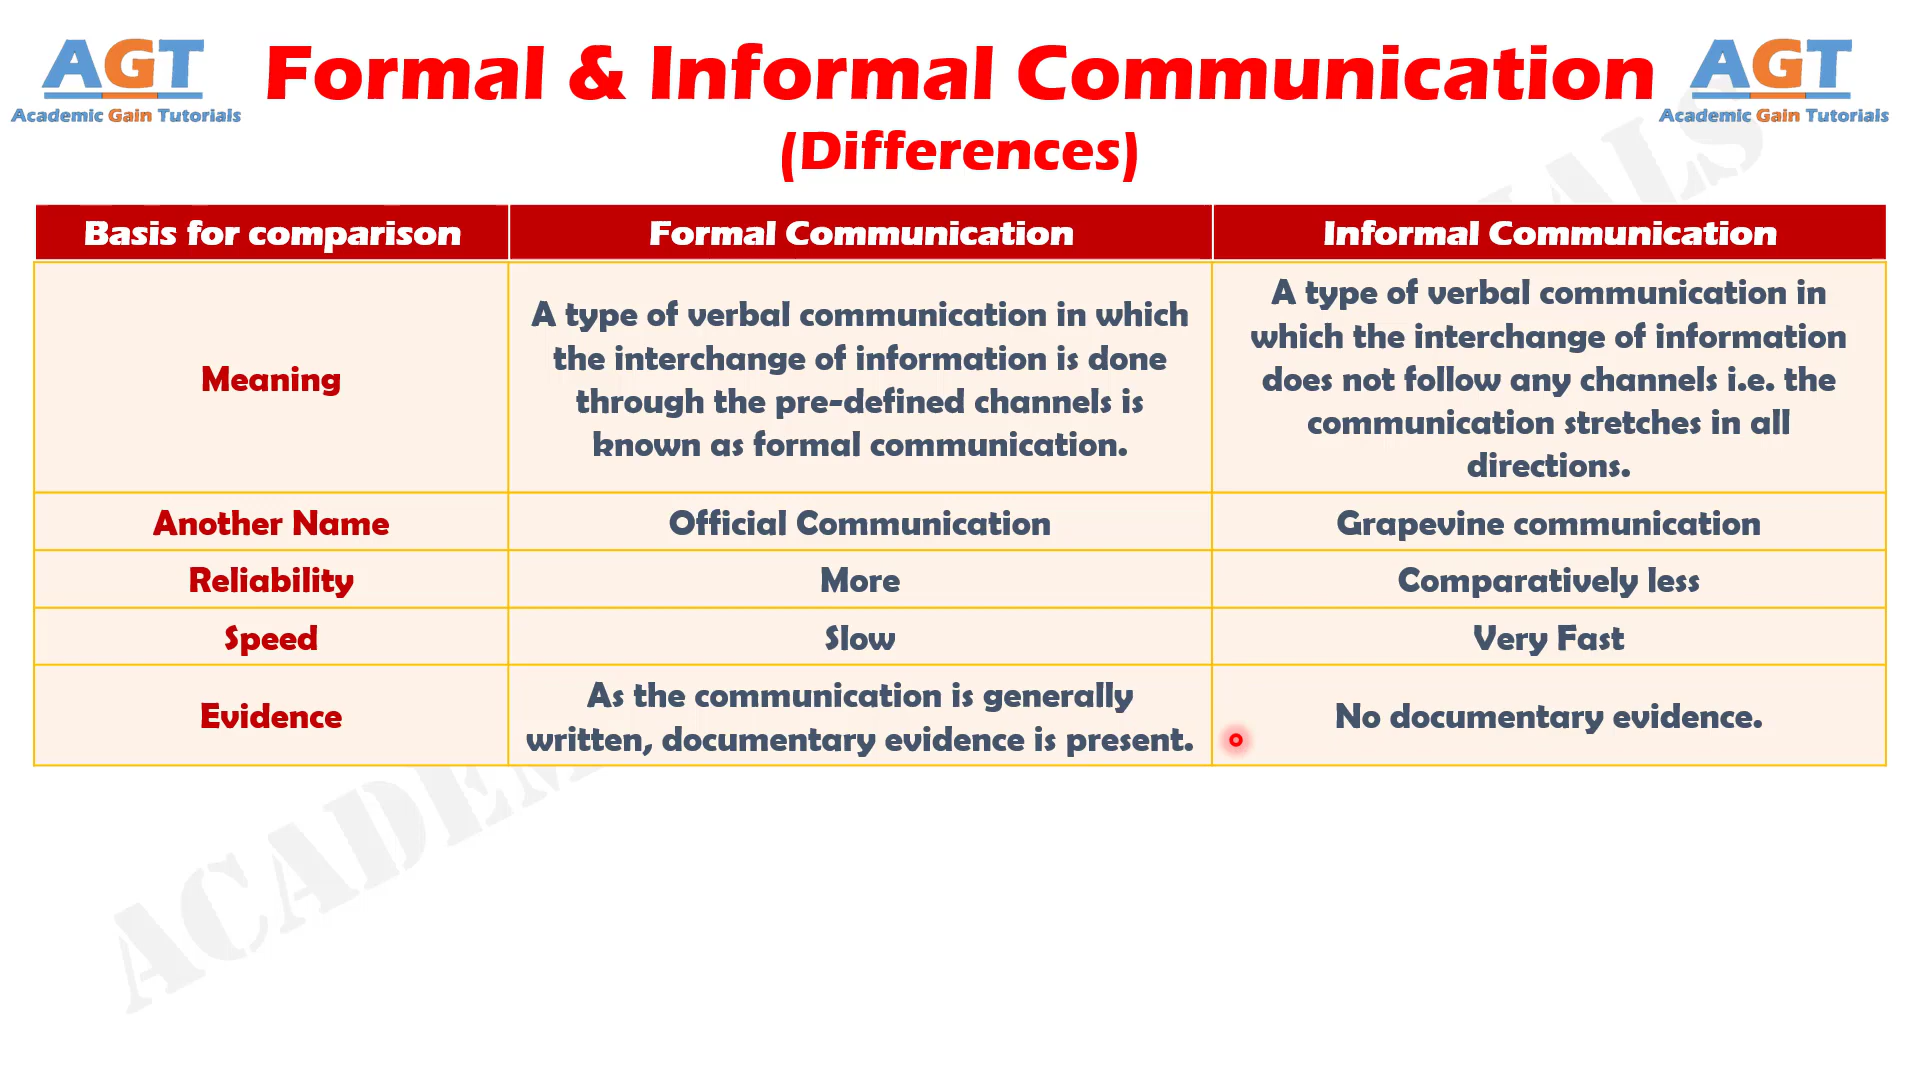 AGT
Academic Gain Tutorials
Formal & Informal Communication
(Differences)
AGT
Academic Gain Tutorials
Basis for comparison
Formal Communication
Informal Communication
Meaning
A type of verbal communication in which
the interchange of information is done
through the pre-defined channels is
known as formal communication.
A type of verbal communication in
which the interchange of information
does not follow any channels i.e. the
communication stretches in all
directions.
Another Name
Official Communication
Grapevine communication
Reliability
More
Comparatively less
Speed
Slow
Very Fast
Evidence
As the communication is generally
written, documentary evidence is present.
No documentary evidence.